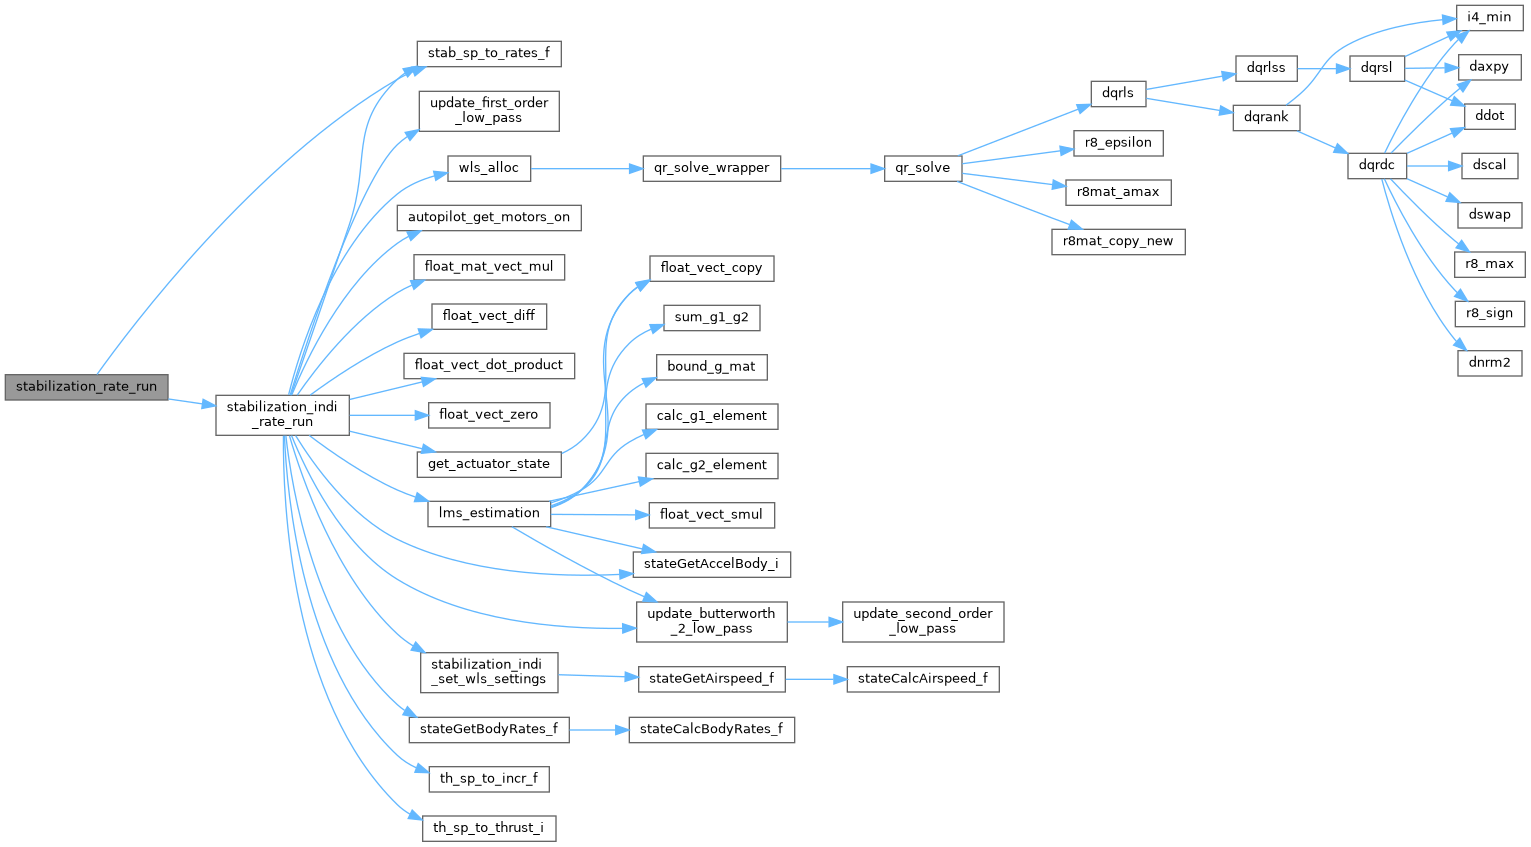 stabilization_rate_run
stabilization_indi
_rate_run
stab_sp_to_rates_f
update_first_order
_low_pass
wls_alloc
autopilot_get_motors_on
float_mat_vect_mul
float_vect_diff
float_vect_dot_product
float_vect_zero
get_actuator_state
lms_estimation
stabilization_indi
_set_wls_settings
stateGetBodyRates_f
th_sp_to_incr_f
th_sp_to_thrust_i
qr_solve_wrapper
float_vect_copy
sum_g1_g2
bound_g_mat
calc_g1_element
calc_g2_element
float_vect_smul
stateGetAccelBody_i
update_butterworth
_2_low_pass
stateGetAirspeed_f
stateCalcBodyRates_f
qr_solve
update_second_order
_low_pass
stateCalcAirspeed_f
dqrls
r8_epsilon
r8mat_amax
r8mat_copy_new
dqrlss
dqrank
dqrsl
dqrdc
i4_min
daxpy
ddot
dscal
dswap
r8_max
r8_sign
dnrm2